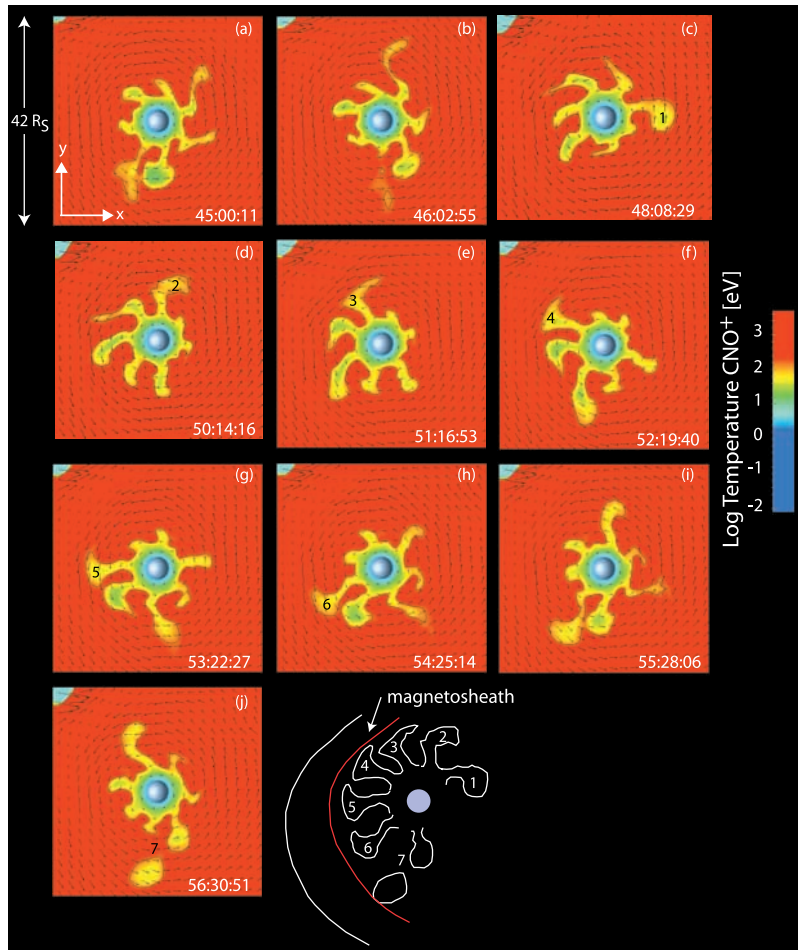 (a)
(b)
(c)
42 RS
y
x
1
45:00:11
46:02:55
48:08:29
(d)
(e)
(f)
2
3
4
50:14:16
51:16:53
52:19:40
Log Temperature CNO+ [eV]
3
2
1
0
-1
-2
(g)
(h)
(i)
5
6
53:22:27
54:25:14
55:28:06
(j)
7
56:30:51
magnetosheath
1
2
3
4
5
6
7